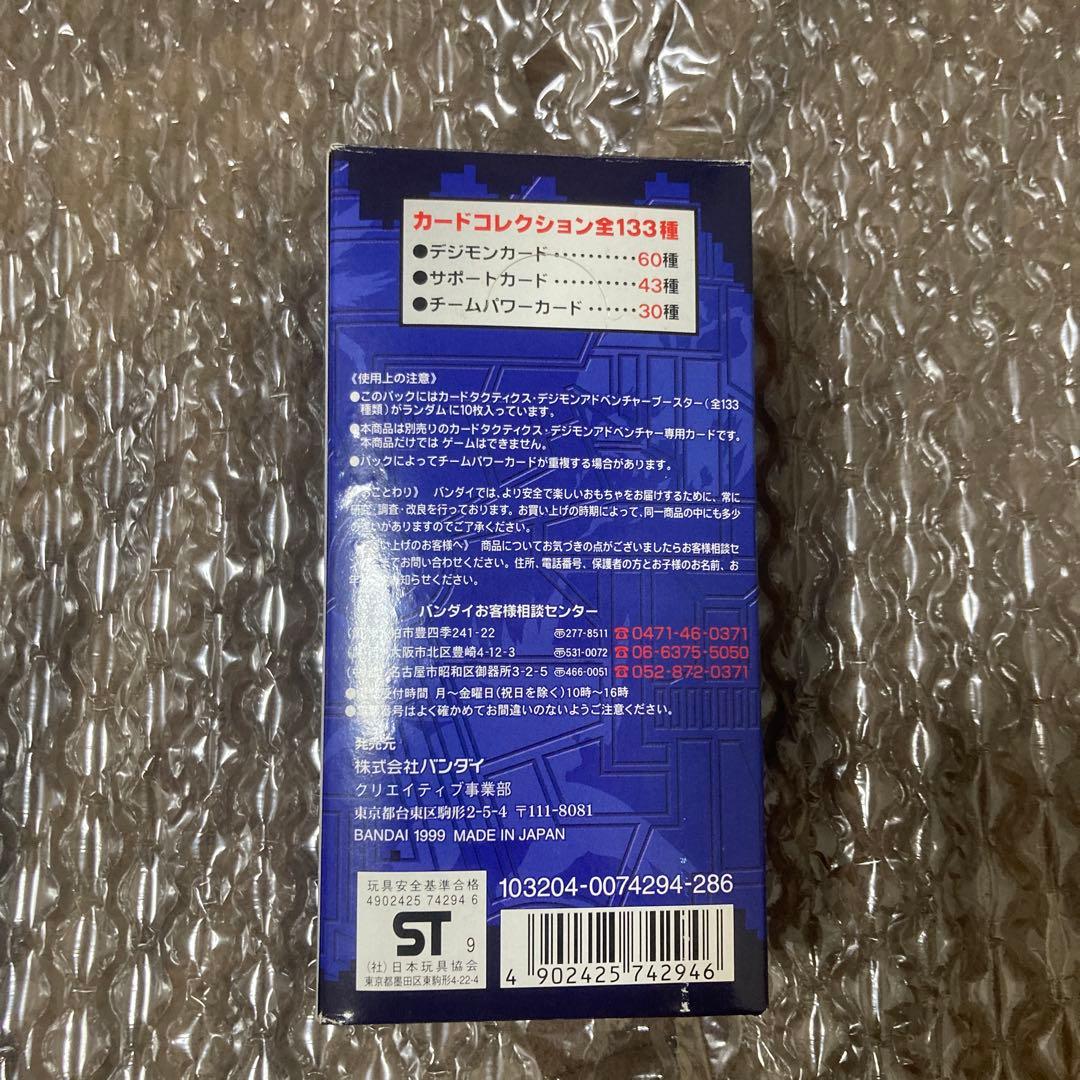 カードコレクション全133種
●デジモンカード・・・・・・・・・・60種
●サポートカード・・・・・・・・・・43種
●チームパワーカード・・・・・・30種
《使用上の注意》
●このパックにはカードタクティクス・デジモンアドベンチャーブースター(全133
種類)がランダムに10枚入っています。
●本商品は別売りのカードタクティクス・デジモンアドベンチャー専用カードです。
本商品だけではゲームはできません。
●パックによってチームパワーカードが重複する場合があります。
ことわり》 バンダイでは、より安全で楽しいおもちゃをお届けするために、常に
研究・調査・改良を行っております。お買い上げの時期によって、同一商品の中にも多少
いがありますのでご了承ください。
い上げのお客様へ》 商品についてお気づきの点がございましたらお客様相談セ
てお問い合わせください。住所、電話番号、保護者の方とお子様のお名前、お
知らせください。
バンダイお客様相談センター
柏市豊四季241-22 〒277-8511 ☎0471-46-0371
大阪市北区豊崎4-12-3 〒531-0072 ☎06-6375-5050
(中 名古屋市昭和区御器所3-2-5 〒466-0051 ☎052-872-0371
●受付時間 月〜金曜日(祝日を除く)10時〜16時
●番号はよく確かめてお間違いのないようご注意ください。
発売元
株式会社バンダイ
クリエイティブ事業部
東京都台東区駒形2-5-4 〒111-8081
BANDAI 1999 MADE IN JAPAN
玩具安全基準合格
4902425 74294 6
ST 9
(社)日本玩具協会
東京都墨田区東駒形4-22-4
103204-0074294-286
4 902425 742946